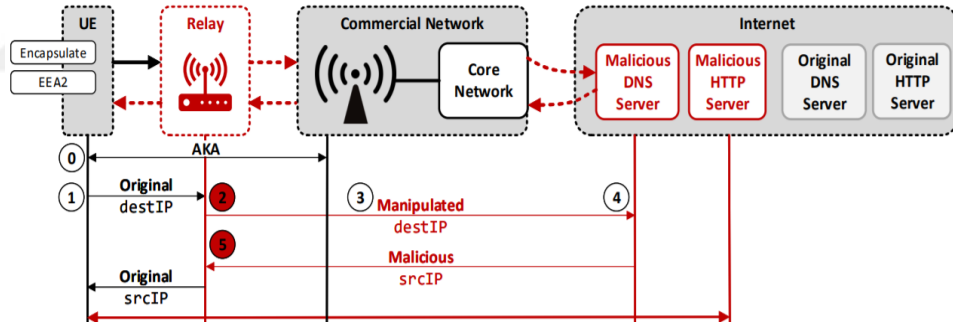 UE
Relay
Commercial Network
Internet
Encapsulate
EEA2
Core
Network
Malicious
DNS
Server
Malicious
HTTP
Server
Original
DNS
Server
Original
HTTP
Server
0
AKA
1
Original
destIP
2
3
Manipulated
destIP
4
5
Malicious
srcIP
Original
srcIP